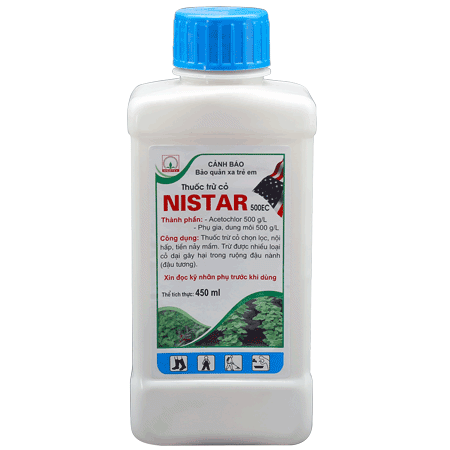 CẢNH BÁO
Bảo quản xa trẻ em
Thuốc trừ cỏ
NISTAR 500EC
Thành phần: - Acetochlor 500 g/L
- Phụ gia, dung môi 500 g/L
Công dụng: Thuốc trừ cỏ chọn lọc, nội
hấp, tiền nảy mầm. Trừ được nhiều loại
cỏ dại gây hại trong ruộng đậu nành
(đậu tương).
Xin đọc kỹ nhãn phụ trước khi dùng
Thể tích thực: 450 ml